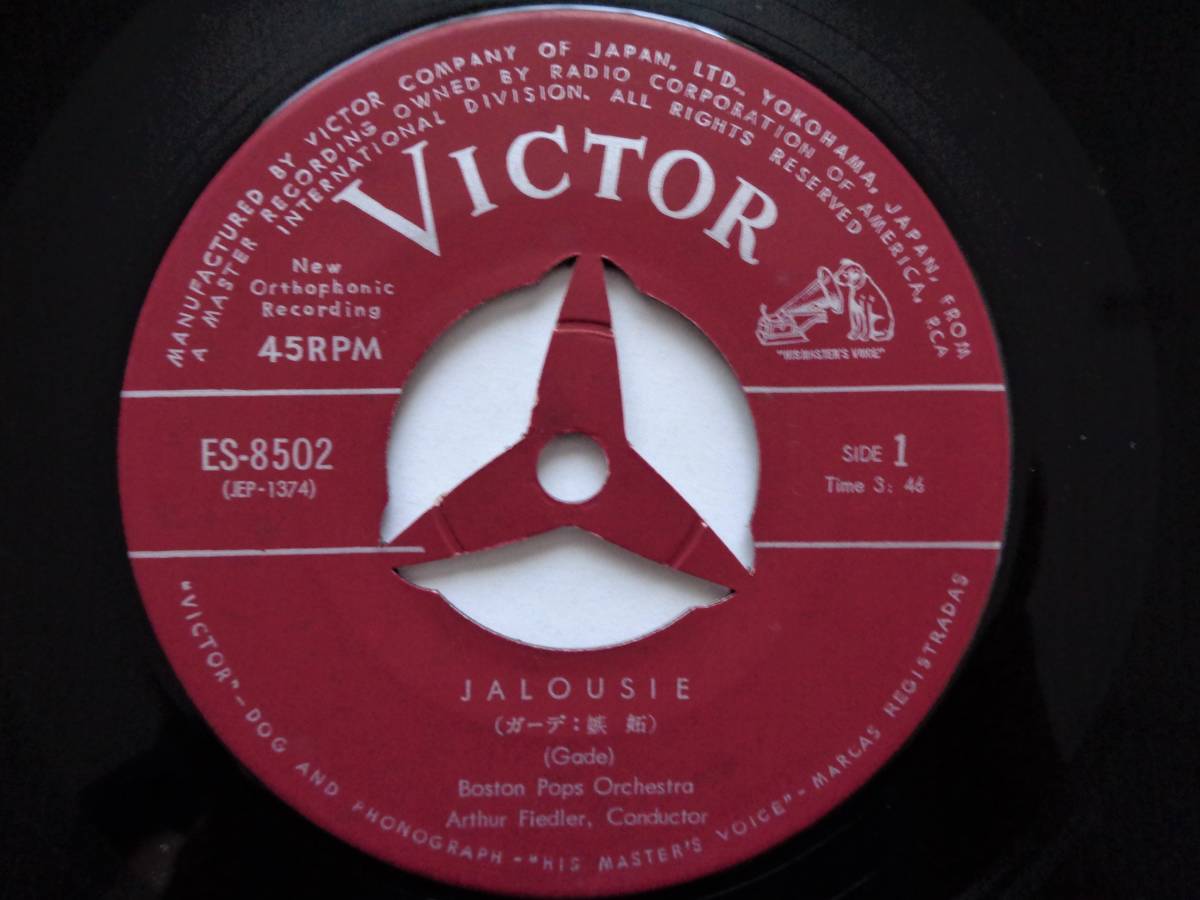 MANUFACTURED BY VICTOR COMPANY OF JAPAN, LTD., YOKOHAMA, JAPAN, FROM
A MASTER RECORDING OWNED BY RADIO CORPORATION OF AMERICA, RCA
INTERNATIONAL DIVISION. ALL RIGHTS RESERVED
VICTOR
New
Orthophonic
Recording
45RPM
"HIS MASTER'S VOICE"
ES-8502
(JEP-1374)
SIDE 1
Time 3: 46
JALOUSIE
(ガーデ:嫉 妬)
(Gade)
Boston Pops Orchestra
Arthur Fiedler, Conductor
"VICTOR"-DOG AND PHONOGRAPH-"HIS MASTER'S VOICE"-MARCAS REGISTRADAS